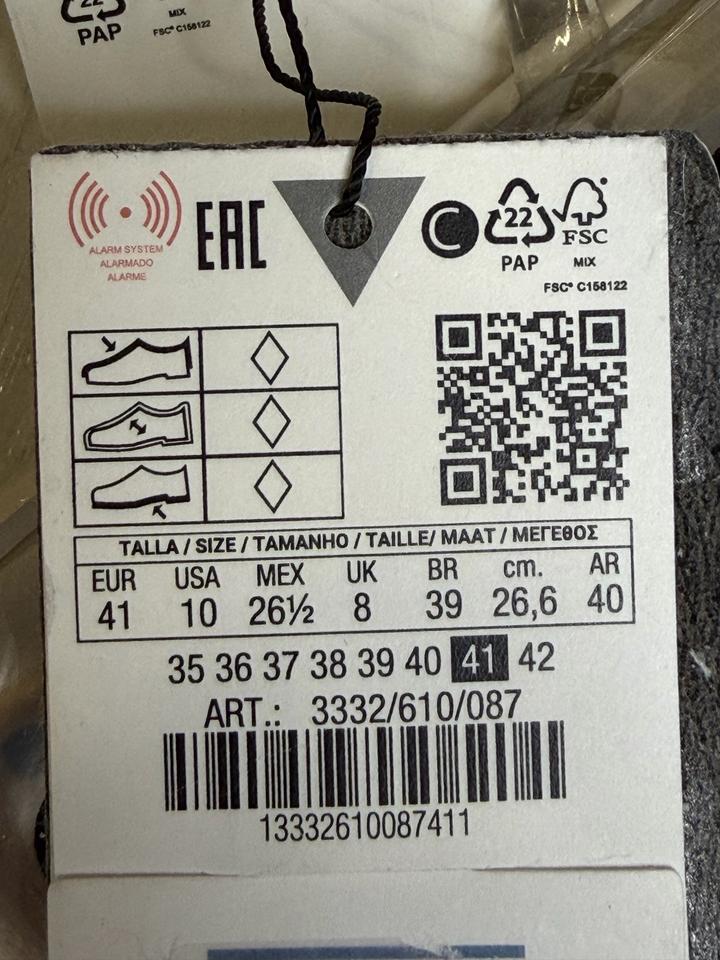 22
PAP
MIX
FSC® C158122
ALARM SYSTEM
ALARMADO
ALARME
EAC
C
22
PAP
FSC
MIX
FSC® C158122
TALLA / SIZE / TAMANHO / TAILLE/ MAAT / ΜΕΓΕΘΟΣ
EUR USA MEX UK BR cm. AR
41 10 26½ 8 39 26,6 40
35 36 37 38 39 40 41 42
ART.: 3332/610/087
13332610087411